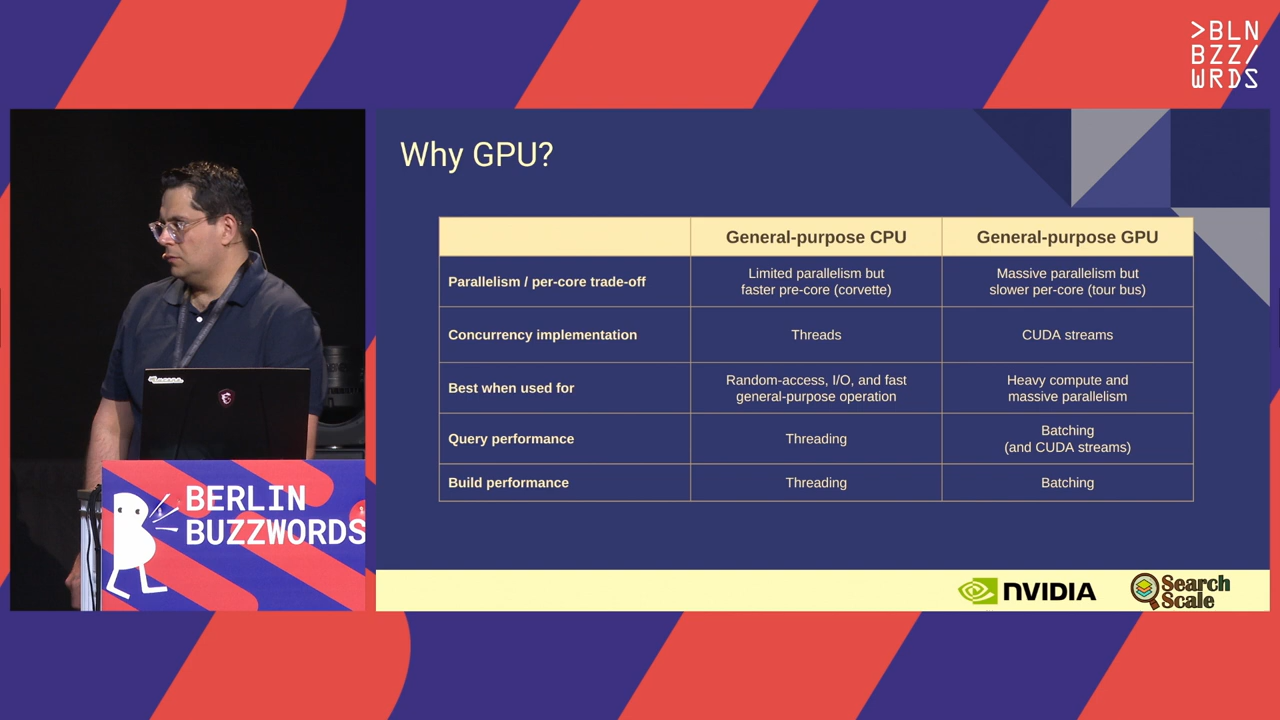 >BLN
BZZ/
WRDS
Why GPU?
General-purpose CPU
General-purpose GPU
Parallelism / per-core trade-off
Limited parallelism but
faster pre-core (corvette)
Massive parallelism but
slower per-core (tour bus)
Concurrency implementation
Threads
CUDA streams
Best when used for
Random-access, I/O, and fast
general-purpose operation
Heavy compute and
massive parallelism
Query performance
Threading
Batching
(and CUDA streams)
Build performance
Threading
Batching
BERLIN
BUZZWORDS
NVIDIA
Search
Scale